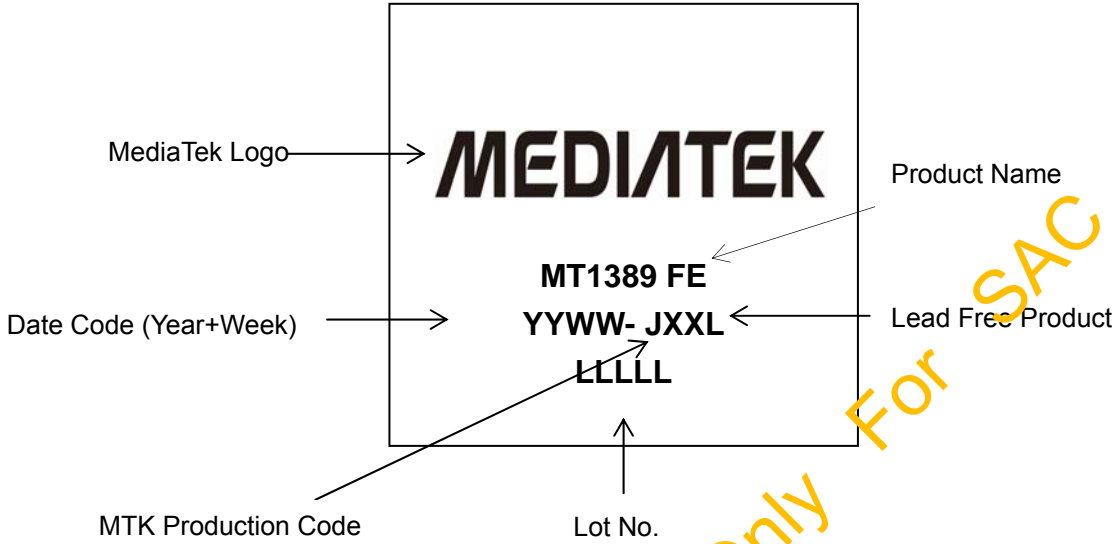 MediaTek Logo
MEDIATEK
Product Name
MT1389 FE
Date Code (Year+Week)
YYWW- JXXL
Lead Free Product
LLLLL
MTK Production Code
Lot No.
Only For SAC